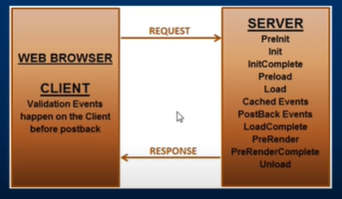 WEB BROWSER
CLIENT
Validation Events
happen on the Client
before postback
REQUEST
RESPONSE
SERVER
PreInit
Init
InitComplete
Preload
Load
Cached Events
PostBack Events
LoadComplete
PreRender
PreRenderComplete
Unload